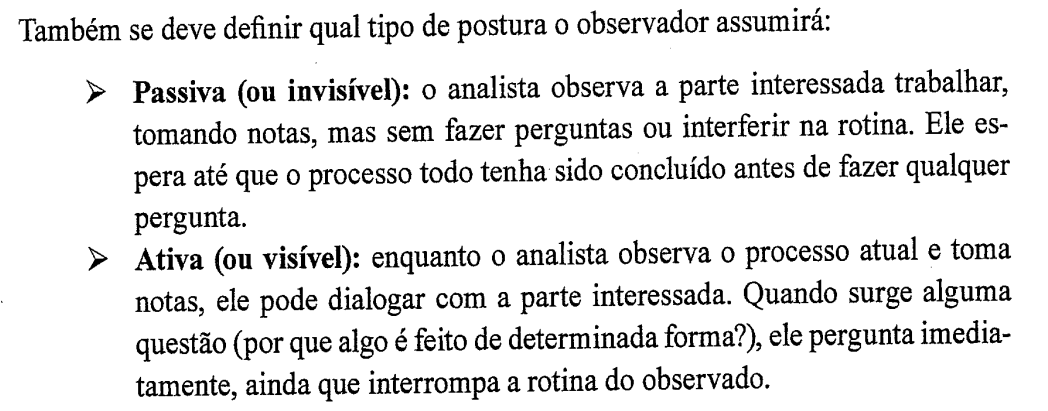 Também se deve definir qual tipo de postura o observador assumirá:
➢ Passiva (ou invisível): o analista observa a parte interessada trabalhar,
tomando notas, mas sem fazer perguntas ou interferir na rotina. Ele es-
pera até que o processo todo tenha sido concluído antes de fazer qualquer
pergunta.
➢ Ativa (ou visível): enquanto o analista observa o processo atual e toma
notas, ele pode dialogar com a parte interessada. Quando surge alguma
questão (por que algo é feito de determinada forma?), ele pergunta imedia-
tamente, ainda que interrompa a rotina do observado.